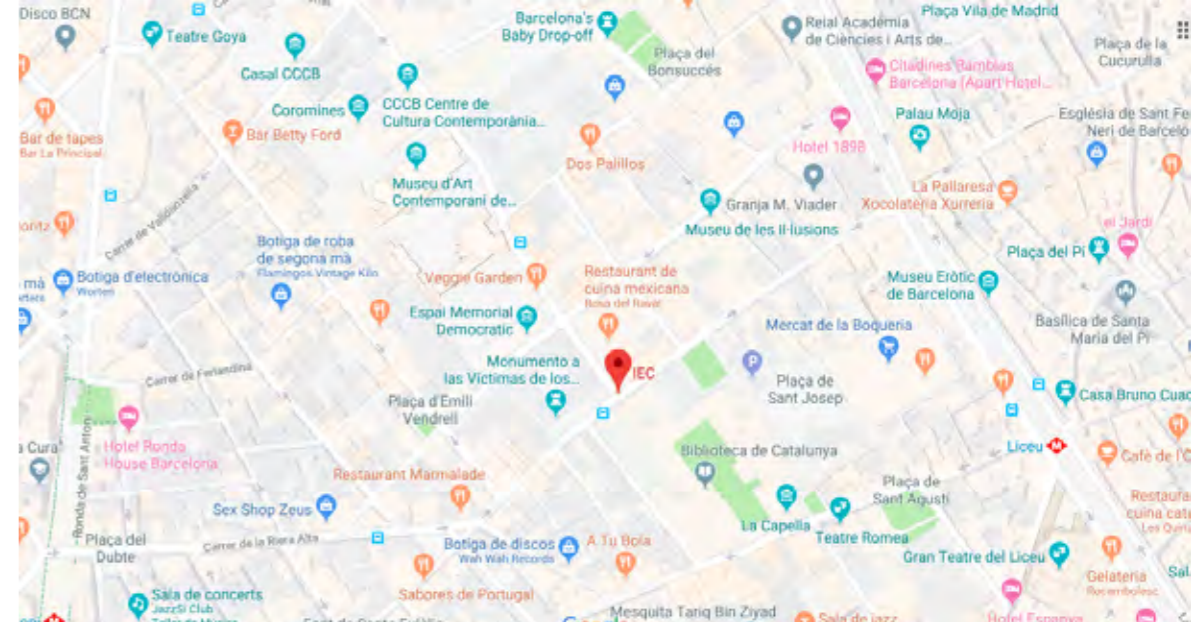 Disco BCN
Teatre Goya
Barcelona's
Baby Drop-off
Plaça del
Bonsuccés
Reial Acadèmia
de Ciències i Arts de...
Plaça Vila de Madrid
Plaça de la
Cucurulla
Citadines Ramblas
Barcelona (Apart Hotel...
Casal CCCB
Coromines
CCCB Centre de
Cultura Contemporània...
Bar de tapes
Bar La Principal
Bar Betty Ford
Dos Palillos
Hotel 1898
Palau Moja
Església de Sant Fe
Neri de Barceló
Museu d'Art
Contemporani de...
Granja M. Viader
La Pallaresa
Xocolateria Xurreria
Museu de les Il·lusions
el Jardí
Carrer de Valldonzella
oritz
Botiga de roba
de segona mà
Flamingos Vintage Kilo
Plaça del Pi
mà
Botiga d'electrònica
Worten
Veggie Garden
Restaurant de
cuina mexicana
Rosa del Raval
Museu Eròtic
de Barcelona
Espai Memorial
Democràtic
Mercat de la Boqueria
Basílica de Santa
Maria del Pi
Monumento a
las Víctimas de los...
IEC
Carrer de Ferlandina
Plaça d'Emili
Vendrell
Plaça de
Sant Josep
Casa Bruno Cuad
a Cura
Hotel Ronda
House Barcelona
Ronda de Sant Antoni
Biblioteca de Catalunya
Liceu
Cafè de l'O
Restaurant Marmalade
Plaça de
Sant Agustí
Restaura
cuina cata
Sex Shop Zeus
La Capella
Teatre Romea
Plaça del
Dubte
Carrer de la Riera Alta
Botiga de discos
Wah Wah Records
A Tu Bola
Gran Teatre del Liceu
Gelateria
Rocambolesc
Sal
Sala de concerts
JazzSí Club
Taller de Músics
Sabores de Portugal
Mesquita Tariq Bin Ziyad
Sala de jazz
Hotel Espanya